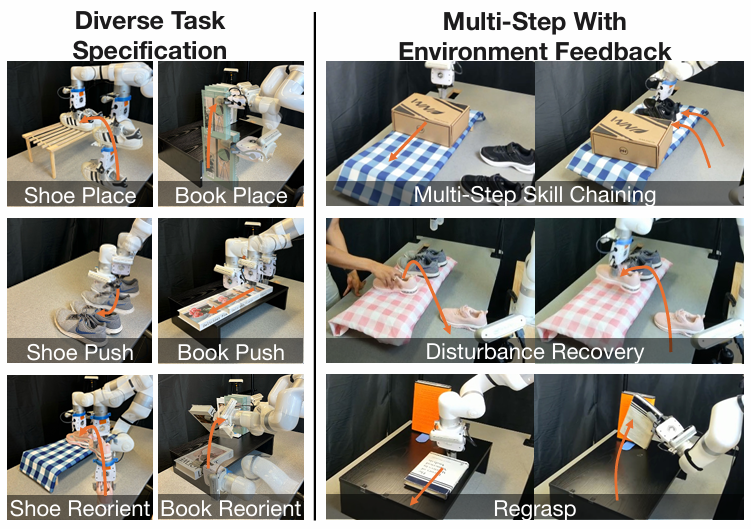 Diverse Task
Specification
Multi-Step With
Environment Feedback
Shoe Place
Book Place
Multi-Step Skill Chaining
Shoe Push
Book Push
Disturbance Recovery
Shoe Reorient
Book Reorient
Regrasp